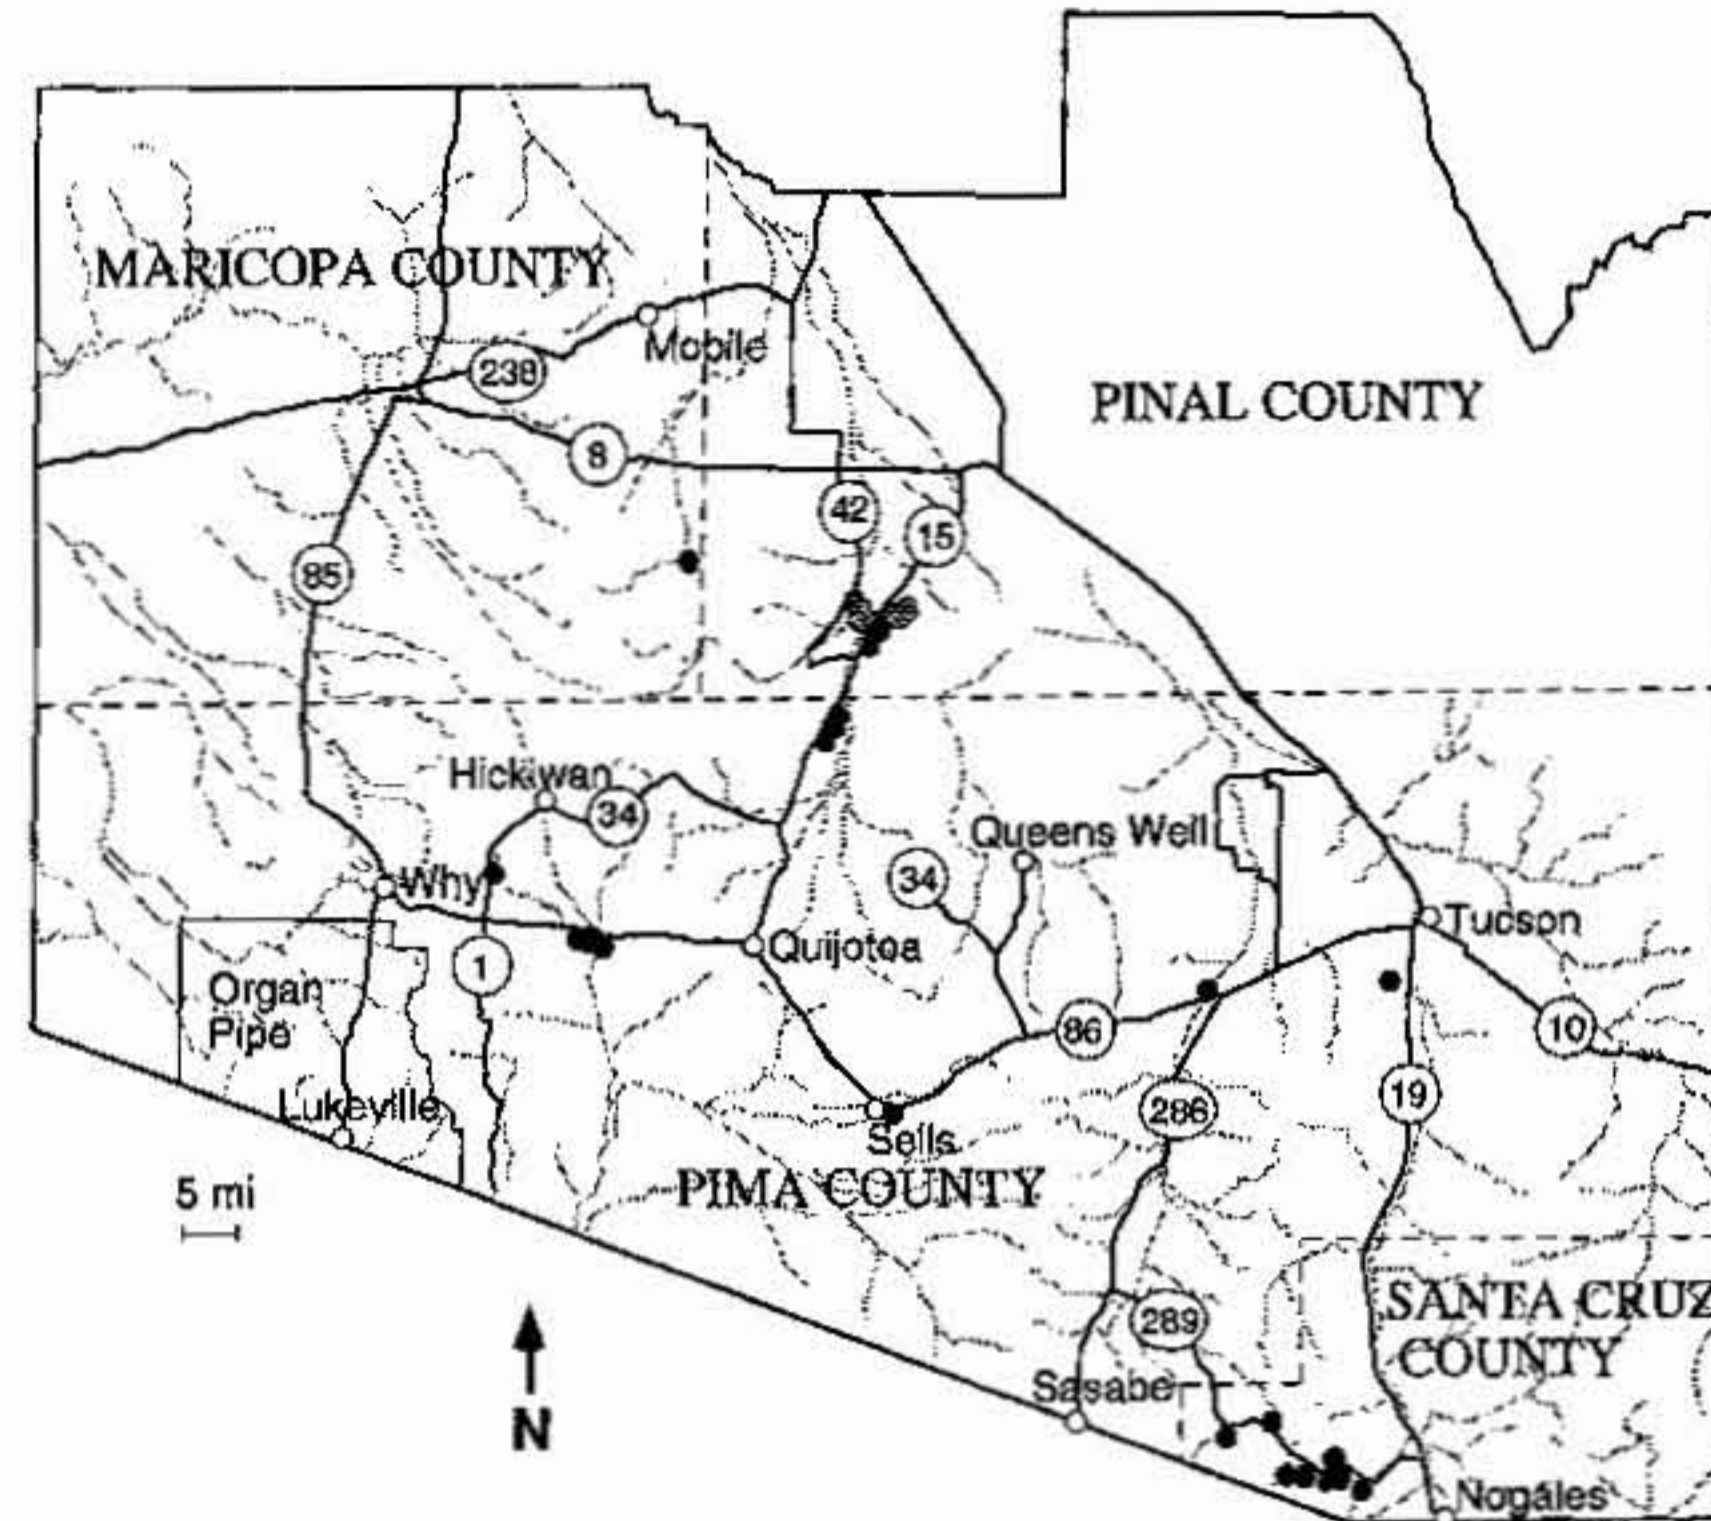 MARICOPA COUNTY
Mobile
238
PINAL COUNTY
8
42
15
85
Hickiwan
34
Queens Well
Why
34
Tucson
Quijotoa
1
Organ
Pipe
86
10
Lukeville
19
286
Sells
5 mi
PIMA COUNTY
SANTA CRUZ
COUNTY
289
Sasabe
N
Nogales